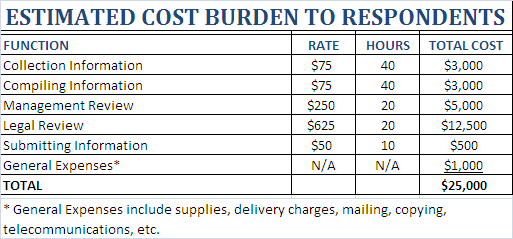 ESTIMATED COST BURDEN TO RESPONDENTS
FUNCTION RATE HOURS TOTAL COST
Collection Information $75 40 $3,000
Compiling Information $75 40 $3,000
Management Review $250 20 $5,000
Legal Review $625 20 $12,500
Submitting Information $50 10 $500
General Expenses* N/A N/A $1,000
TOTAL $25,000
* General Expenses include supplies, delivery charges, mailing, copying,
telecommunications, etc.